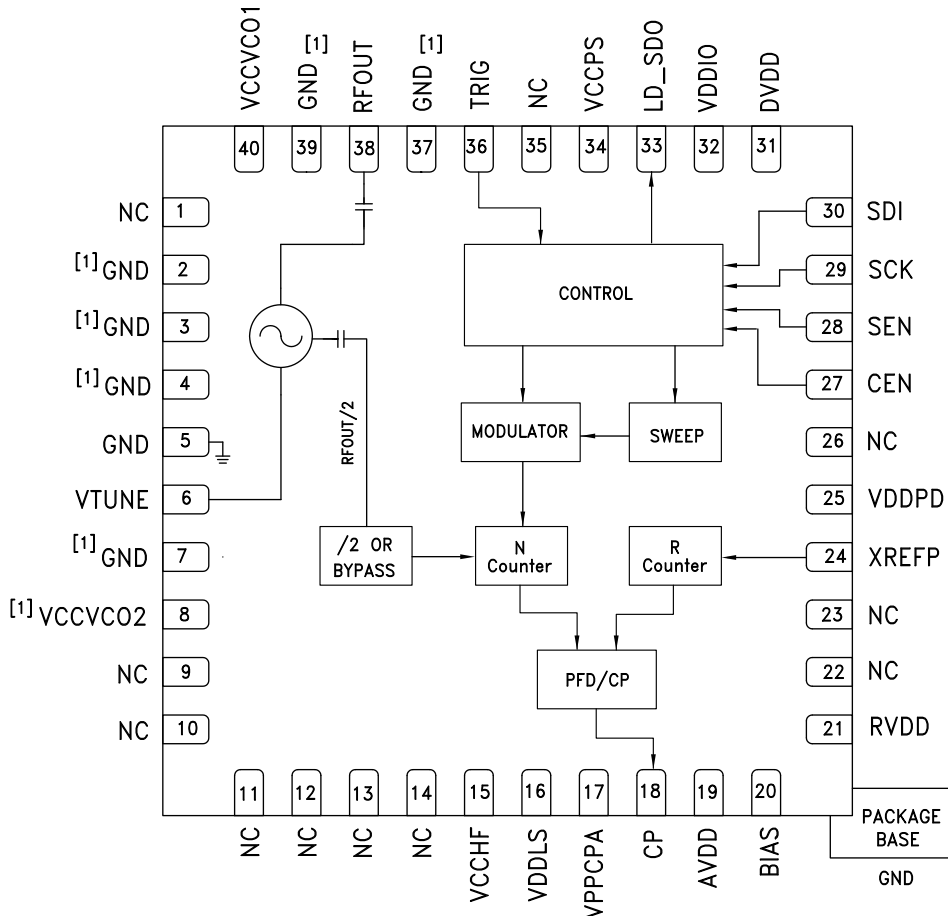 VCCVCO1
GND [1]
RFOUT
GND [1]
TRIG
NC
VCCPS
LD_SDO
VDDIO
DVDD
40
39
38
37
36
35
34
33
32
31
NC 1
[1] GND 2
[1] GND 3
[1] GND 4
GND 5
VTUNE 6
[1] GND 7
[1] VCCVCO2 8
NC 9
NC 10
CONTROL
MODULATOR
SWEEP
RFOUT/2
/2 OR
BYPASS
N
Counter
R
Counter
PFD/CP
30 SDI
29 SCK
28 SEN
27 CEN
26 NC
25 VDDPD
24 XREFP
23 NC
22 NC
21 RVDD
11
12
13
14
15
16
17
18
19
20
NC
NC
NC
NC
VCCHF
VDDLS
VPPCPA
CP
AVDD
BIAS
PACKAGE
BASE
GND